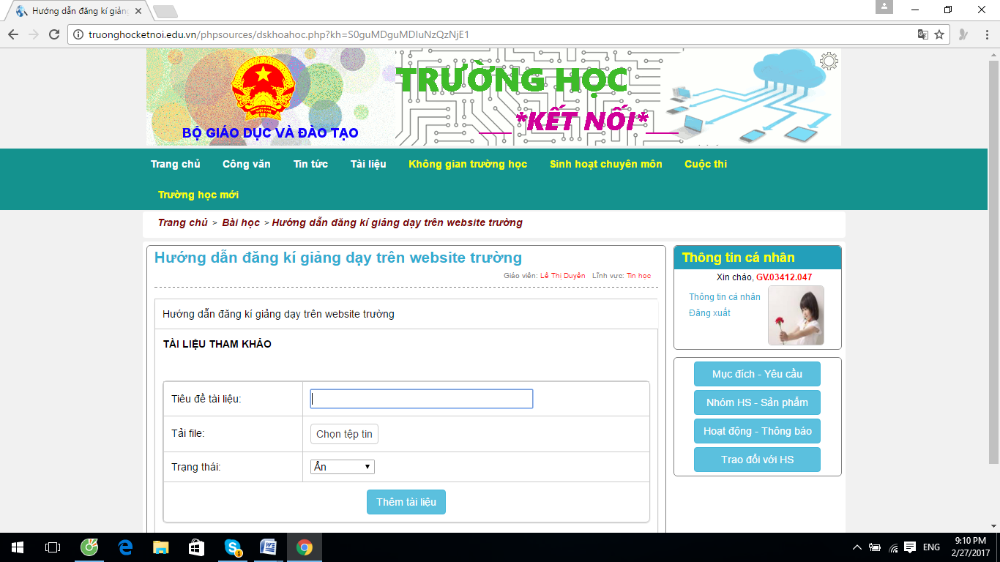 Hướng dẫn đăng kí giảng
truonghocketnoi.edu.vn/phpsources/dskhoahoc.php?kh=S0guMDguMDIuNzQzNjE1
TRƯỜNG HỌC
*KẾT NỐI*
BỘ GIÁO DỤC VÀ ĐÀO TẠO
Trang chủ Công văn Tin tức Tài liệu Không gian trường học Sinh hoạt chuyên môn Cuộc thi
Trường học mới
Trang chủ > Bài học > Hướng dẫn đăng kí giảng dạy trên website trường
Hướng dẫn đăng kí giảng dạy trên website trường
Giáo viên: Lê Thị Duyên Lĩnh vực: Tin học
Hướng dẫn đăng kí giảng dạy trên website trường
TÀI LIỆU THAM KHẢO
Tiêu đề tài liệu:
Tải file: Chọn tệp tin
Trạng thái: Ẩn
Thêm tài liệu
Thông tin cá nhân
Xin chào, GV.03412.047
Thông tin cá nhân
Đăng xuất
Mục đích - Yêu cầu
Nhóm HS - Sản phẩm
Hoạt động - Thông báo
Trao đổi với HS
ENG
9:10 PM
2/27/2017